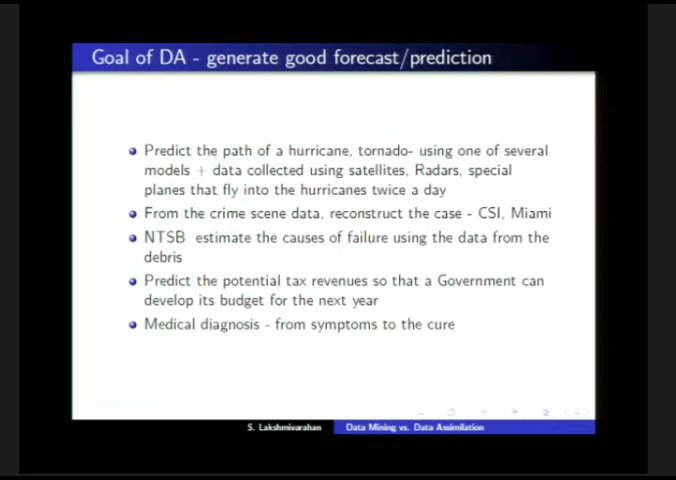 Goal of DA - generate good forecast/prediction
Predict the path of a hurricane, tornado- using one of several
models + data collected using satellites, Radars, special
planes that fly into the hurricanes twice a day
From the crime scene data, reconstruct the case - CSI, Miami
NTSB estimate the causes of failure using the data from the
debris
Predict the potential tax revenues so that a Government can
develop its budget for the next year
Medical diagnosis - from symptoms to the cure
S. Lakshmivarahan Data Mining vs. Data Assimilation